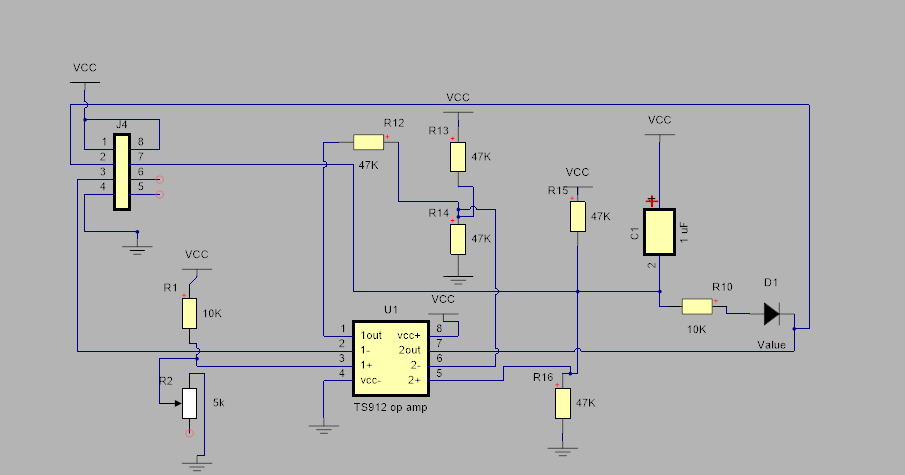 VCC
J4
1 8
2 7
3 6
4 5
R12
47K
VCC
R13
47K
R14
47K
VCC
R15
47K
VCC
C1
1 uF
2
VCC
R1
10K
R2
5k
U1
VCC
1 1out vcc+ 8
2 1- 2out 7
3 1+ 2- 6
4 vcc- 2+ 5
TS912 op amp
R10
10K
D1
Value
R16
47K